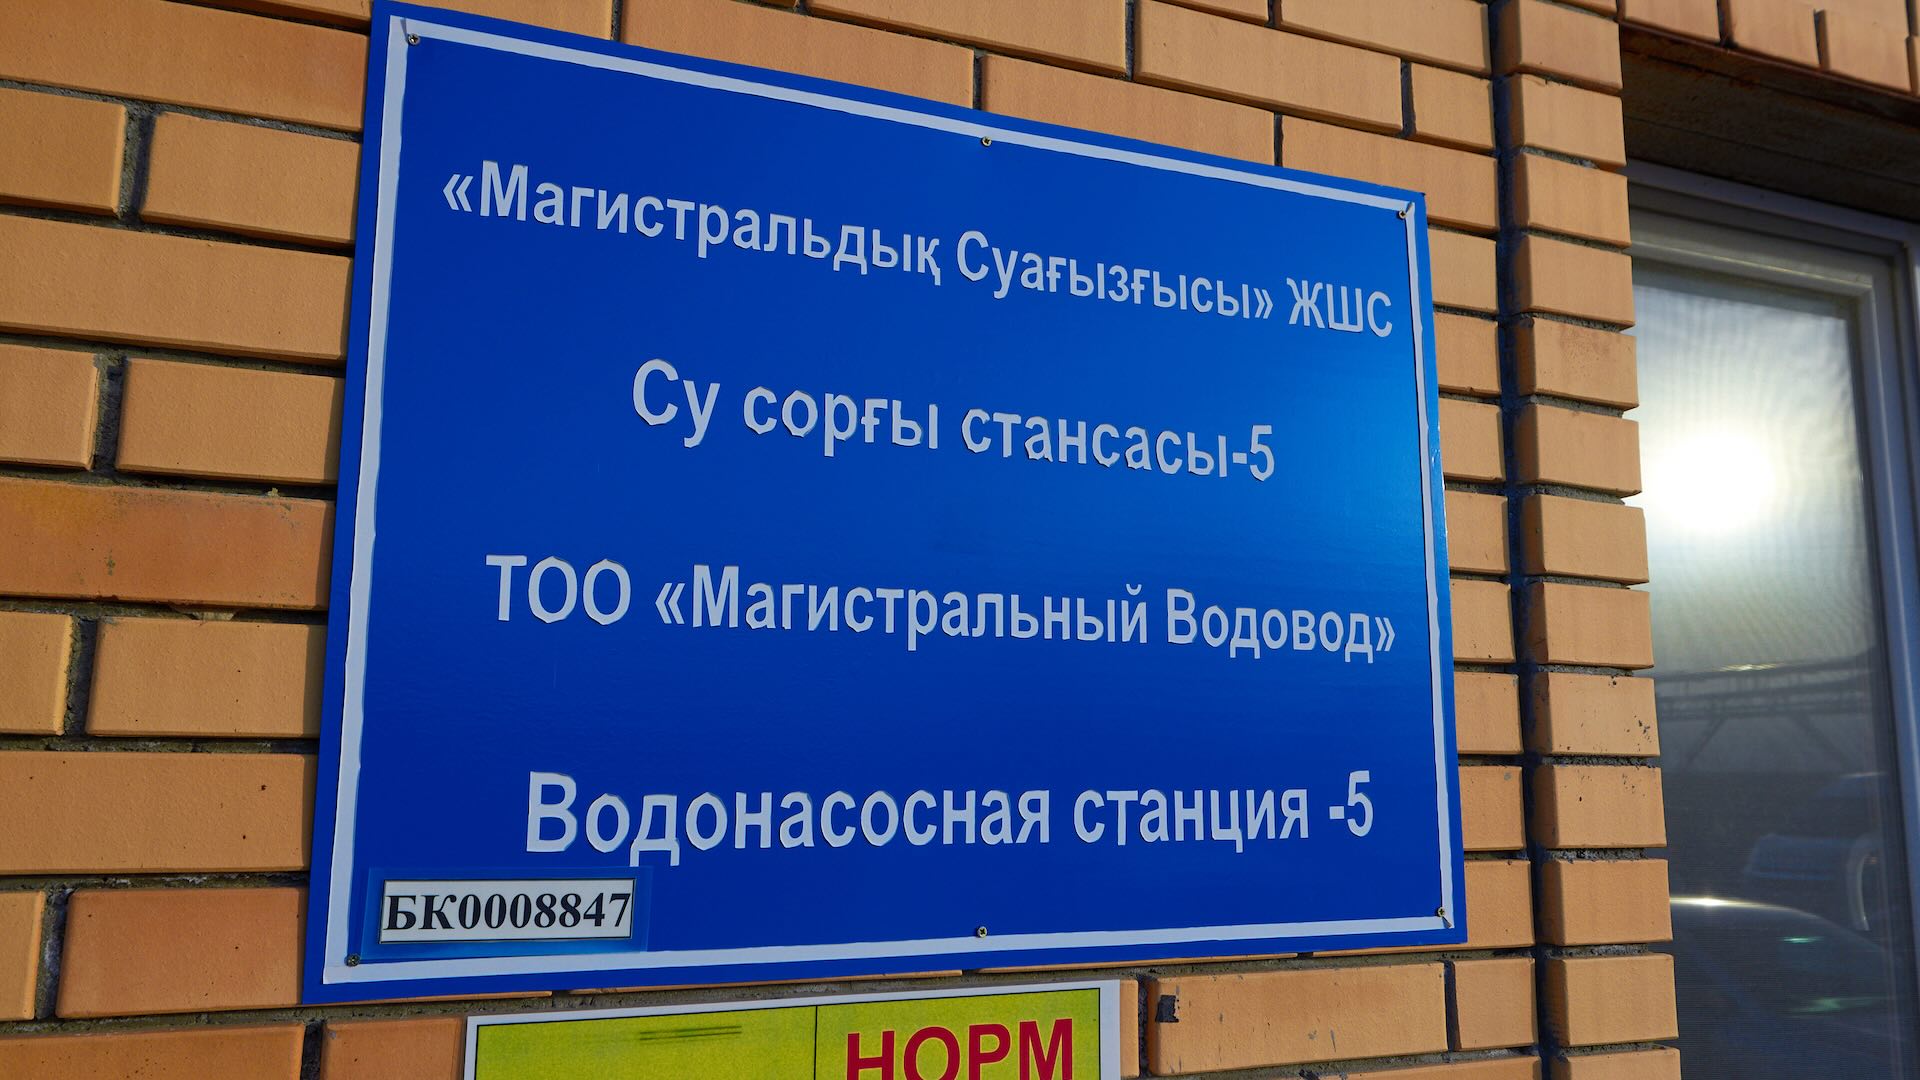 «Магистральдық Суағызғысы» ЖШС
Су сорғы стансасы-5
ТОО «Магистральный Водовод»
Водонасосная станция -5
БК0008847
НОРМ